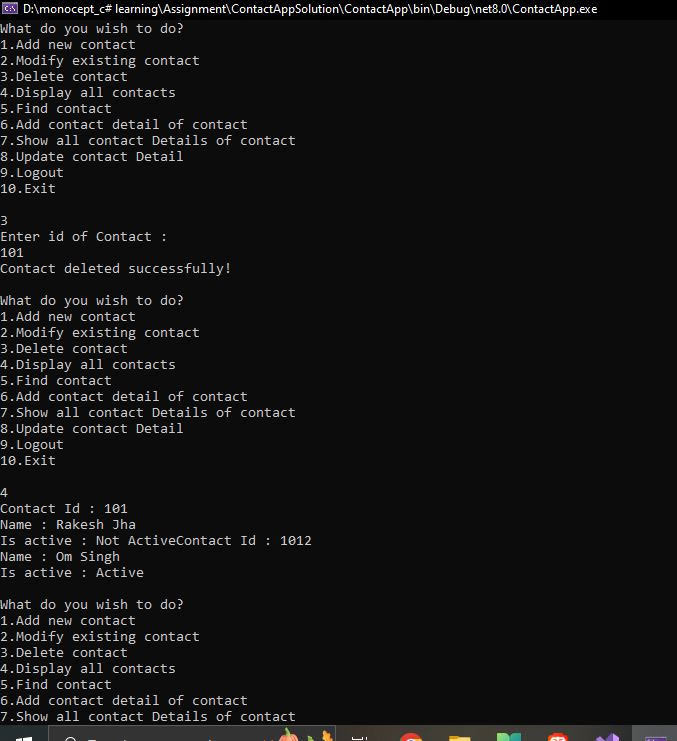 D:\monocept_c# learning\Assignment\ContactAppSolution\ContactApp\bin\Debug\net8.0\ContactApp.exe
What do you wish to do?
1.Add new contact
2.Modify existing contact
3.Delete contact
4.Display all contacts
5.Find contact
6.Add contact detail of contact
7.Show all contact Details of contact
8.Update contact Detail
9.Logout
10.Exit
3
Enter id of Contact :
101
Contact deleted successfully!
What do you wish to do?
1.Add new contact
2.Modify existing contact
3.Delete contact
4.Display all contacts
5.Find contact
6.Add contact detail of contact
7.Show all contact Details of contact
8.Update contact Detail
9.Logout
10.Exit
4
Contact Id : 101
Name : Rakesh Jha
Is active : Not ActiveContact Id : 1012
Name : Om Singh
Is active : Active
What do you wish to do?
1.Add new contact
2.Modify existing contact
3.Delete contact
4.Display all contacts
5.Find contact
6.Add contact detail of contact
7.Show all contact Details of contact